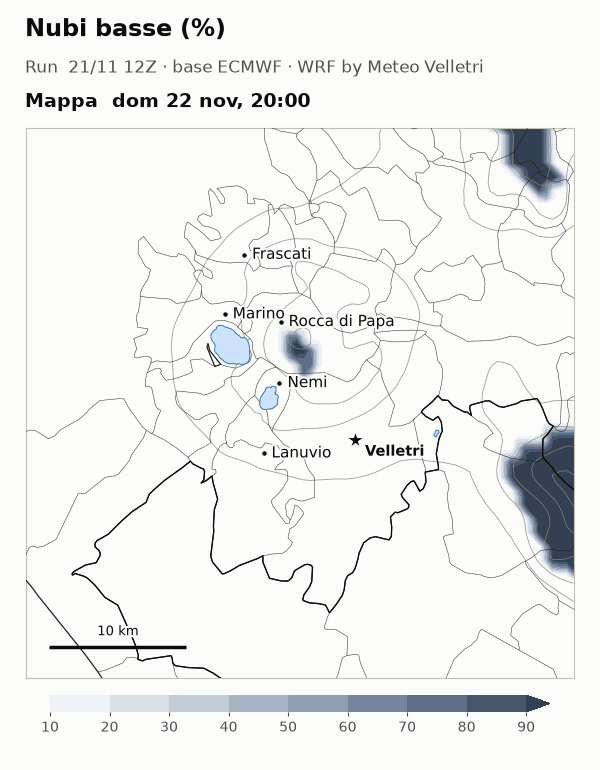 Nubi basse (%)
Run  21/11 12Z · base ECMWF · WRF by Meteo Velletri
Mappa  dom 22 nov, 20:00
Frascati
Marino
Rocca di Papa
Nemi
Lanuvio
Velletri
10 km
10 20 30 40 50 60 70 80 90